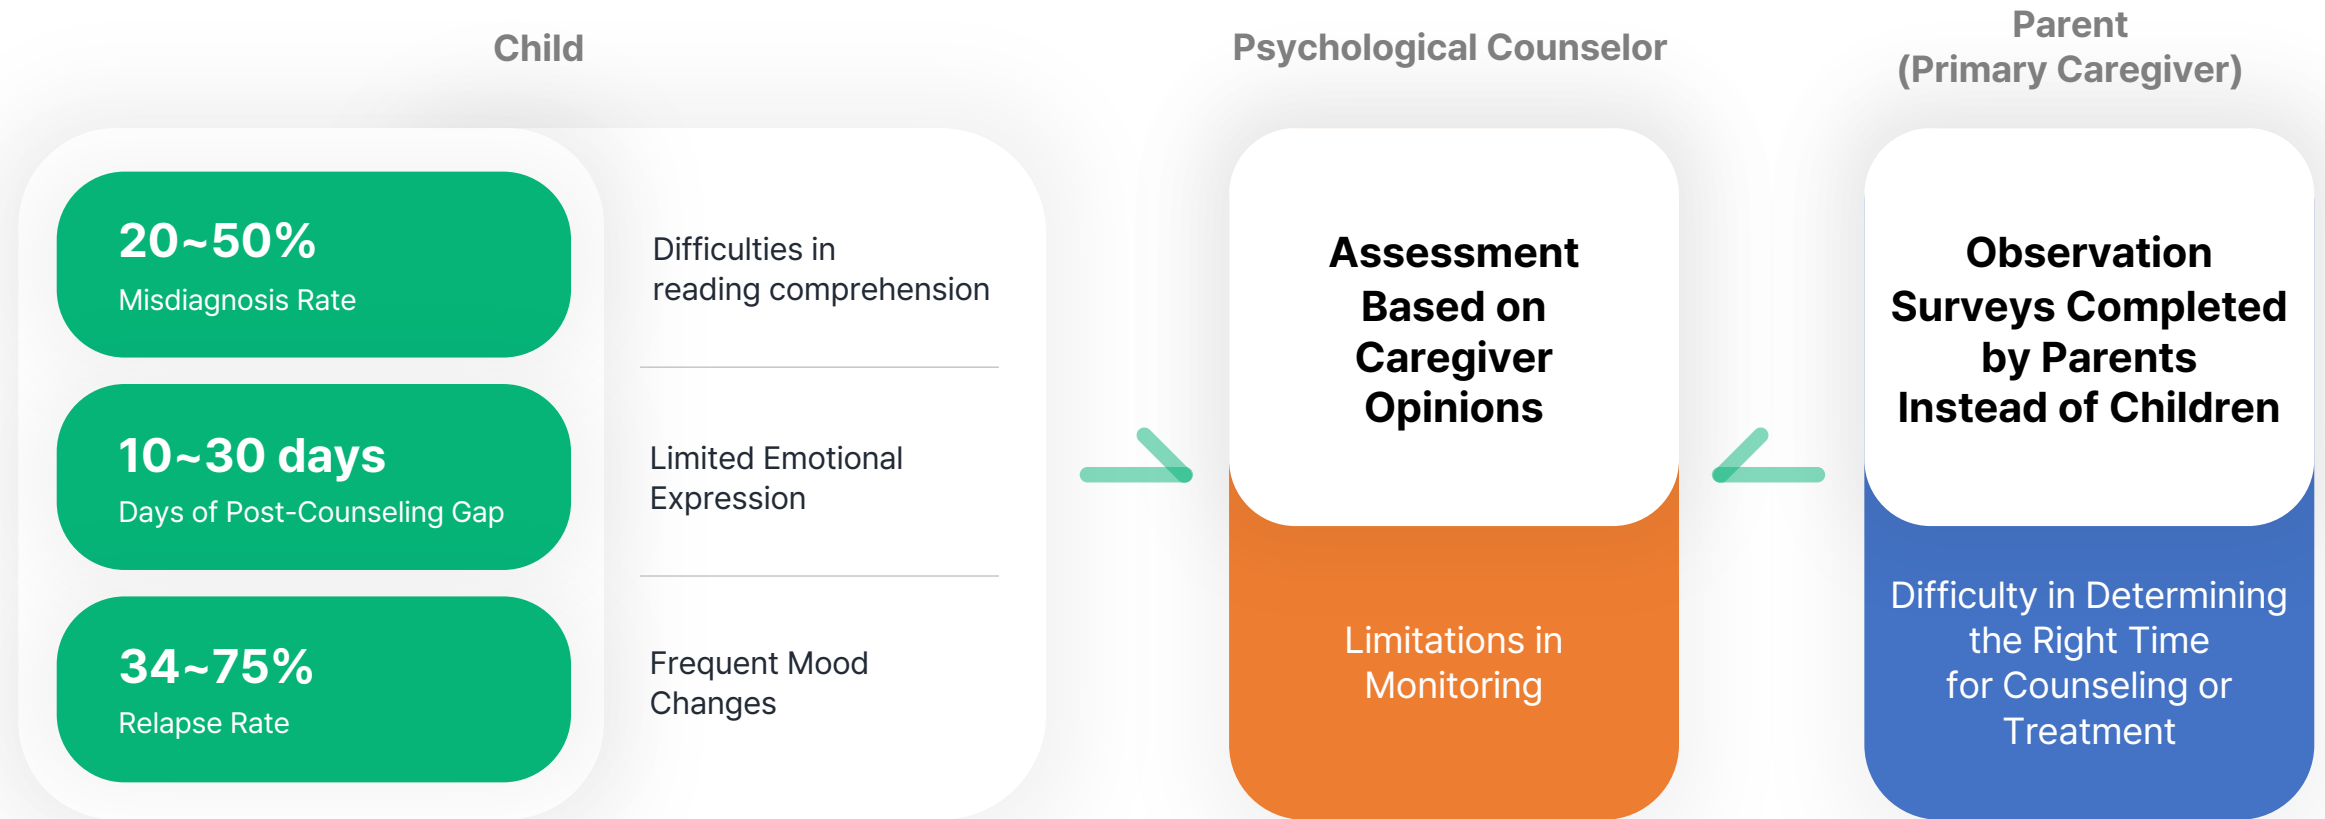 Child
20~50%
Misdiagnosis Rate
Difficulties in
reading comprehension
10~30 days
Days of Post-Counseling Gap
Limited Emotional
Expression
34~75%
Relapse Rate
Frequent Mood
Changes
Psychological Counselor
Assessment
Based on
Caregiver
Opinions
Limitations in
Monitoring
Parent
(Primary Caregiver)
Observation
Surveys Completed
by Parents
Instead of Children
Difficulty in Determining
the Right Time
for Counseling or
Treatment